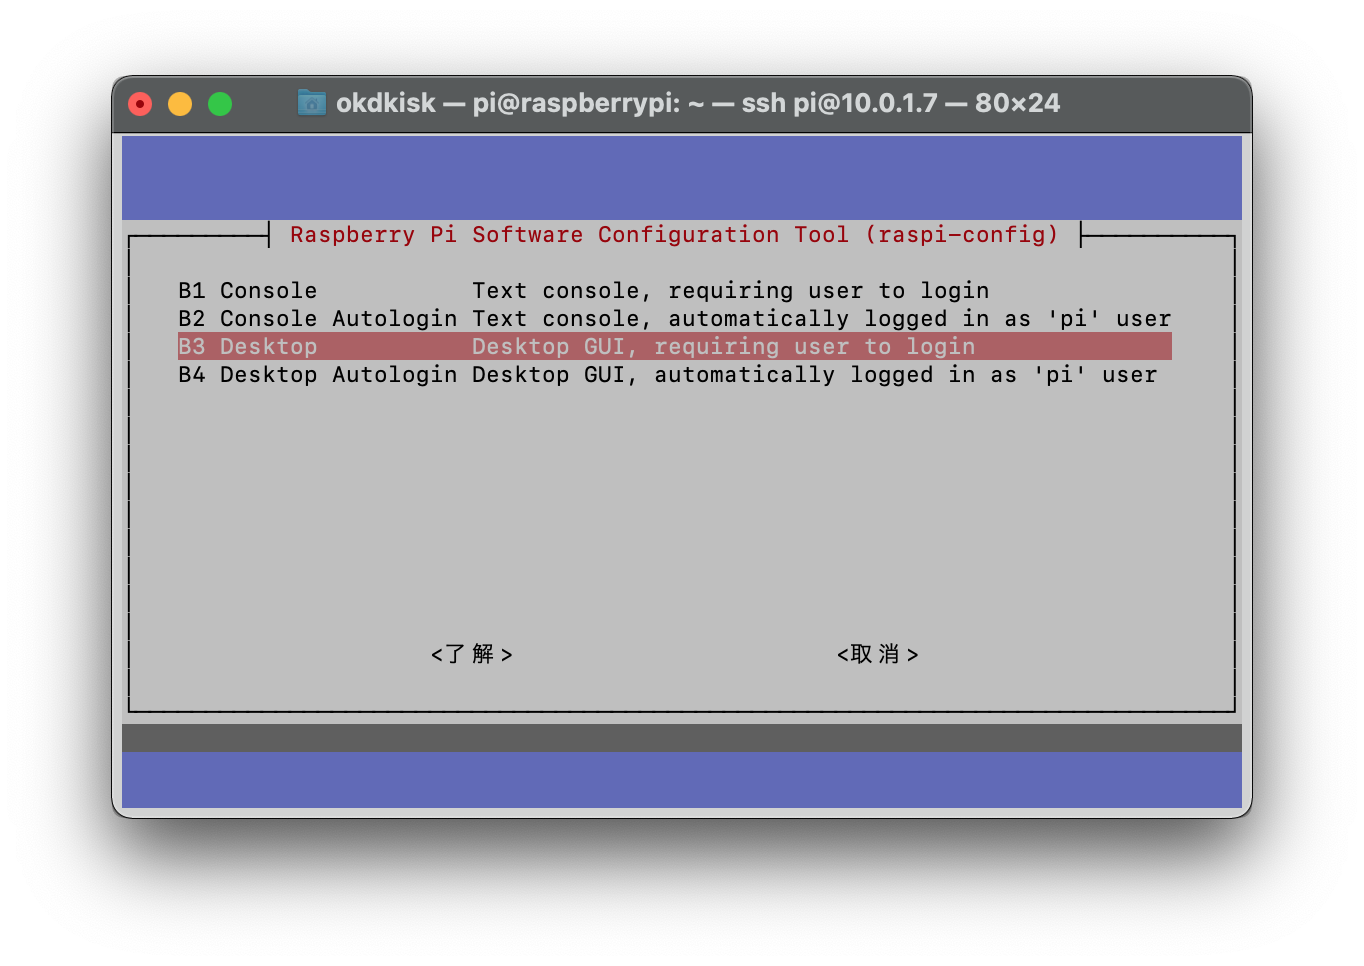 okdkisk — pi@raspberrypi: ~ — ssh pi@10.0.1.7 — 80×24
Raspberry Pi Software Configuration Tool (raspi-config)
B1 Console Text console, requiring user to login
B2 Console Autologin Text console, automatically logged in as 'pi' user
B3 Desktop Desktop GUI, requiring user to login
B4 Desktop Autologin Desktop GUI, automatically logged in as 'pi' user
<了解> <取消>